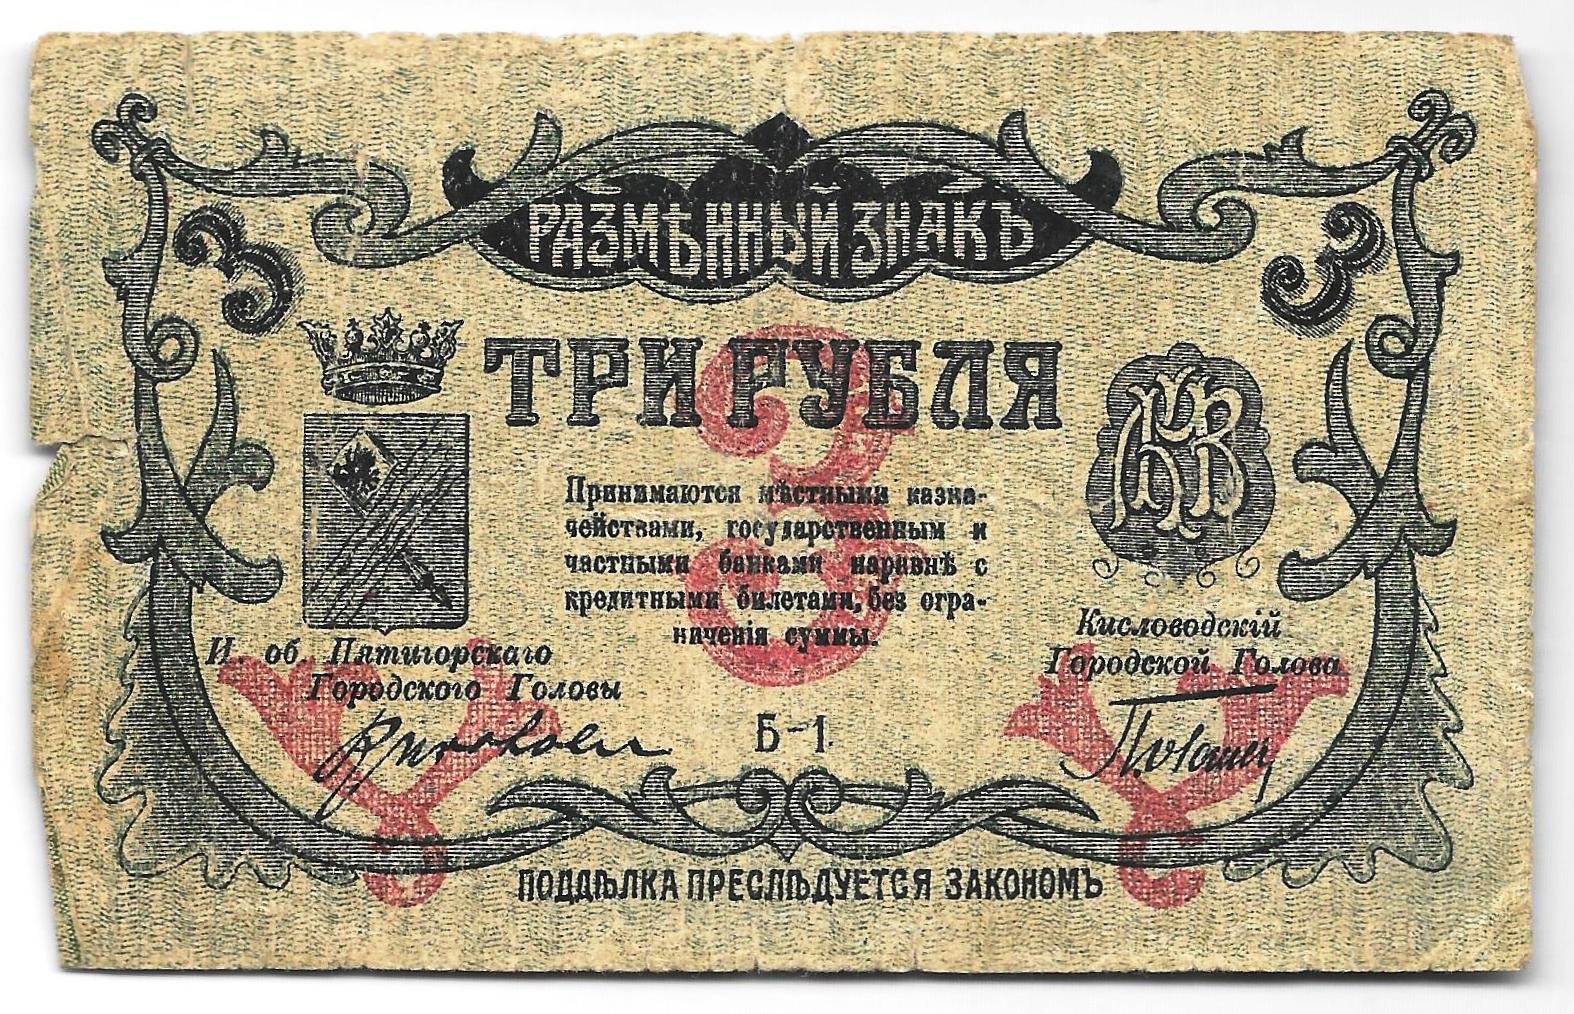 РАЗМѢННЫЙ ЗНАКЪ
3
3
ТРИ РУБЛЯ
3
Принимаются мѣстными казна-
чействами, государственным и
частными банками наравнѣ с
кредитными билетами, без огра-
ниченія суммы.
И. об. Пятигорскаго
Городского Головы
Кисловодскій
Городской Голова
Б-1.
ПОДДѢЛКА ПРЕСЛѢДУЕТСЯ ЗАКОНОМЪ